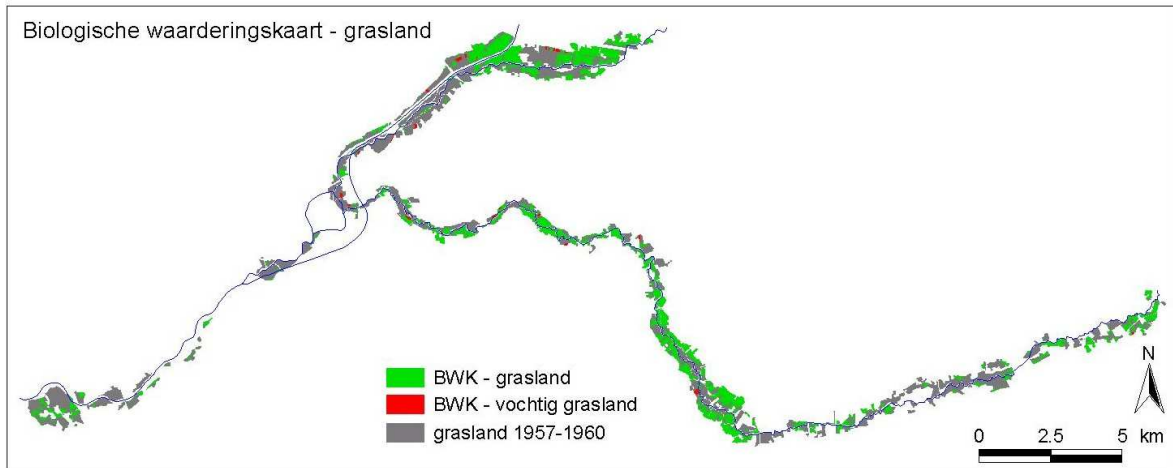 Biologische waarderingskaart - grasland
BWK - grasland
BWK - vochtig grasland
grasland 1957-1960
N
0 2.5 5 km